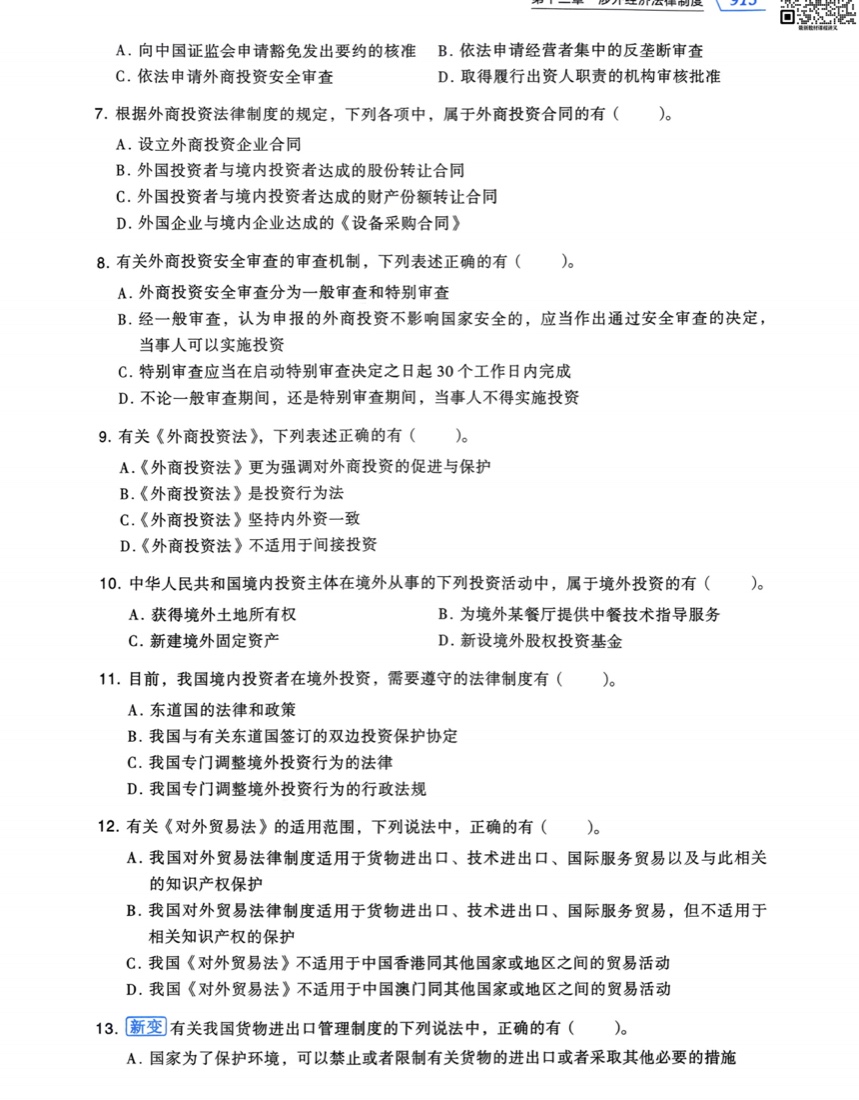 第十二章 涉外经济法律制度 915
A. 向中国证监会申请豁免发出要约的核准 B. 依法申请经营者集中的反垄断审查
C. 依法申请外商投资安全审查 D. 取得履行出资人职责的机构审核批准
7. 根据外商投资法律制度的规定，下列各项中，属于外商投资合同的有（ ）。
A. 设立外商投资企业合同
B. 外国投资者与境内投资者达成的股份转让合同
C. 外国投资者与境内投资者达成的财产份额转让合同
D. 外国企业与境内企业达成的《设备采购合同》
8. 有关外商投资安全审查的审查机制，下列表述正确的有（ ）。
A. 外商投资安全审查分为一般审查和特别审查
B. 经一般审查，认为申报的外商投资不影响国家安全的，应当作出通过安全审查的决定，
当事人可以实施投资
C. 特别审查应当在启动特别审查决定之日起 30 个工作日内完成
D. 不论一般审查期间，还是特别审查期间，当事人不得实施投资
9. 有关《外商投资法》，下列表述正确的有（ ）。
A.《外商投资法》更为强调对外商投资的促进与保护
B.《外商投资法》是投资行为法
C.《外商投资法》坚持内外资一致
D.《外商投资法》不适用于间接投资
10. 中华人民共和国境内投资主体在境外从事的下列投资活动中，属于境外投资的有（ ）。
A. 获得境外土地所有权 B. 为境外某餐厅提供中餐技术指导服务
C. 新建境外固定资产 D. 新设境外股权投资基金
11. 目前，我国境内投资者在境外投资，需要遵守的法律制度有（ ）。
A. 东道国的法律和政策
B. 我国与有关东道国签订的双边投资保护协定
C. 我国专门调整境外投资行为的法律
D. 我国专门调整境外投资行为的行政法规
12. 有关《对外贸易法》的适用范围，下列说法中，正确的有（ ）。
A. 我国对外贸易法律制度适用于货物进出口、技术进出口、国际服务贸易以及与此相关
的知识产权保护
B. 我国对外贸易法律制度适用于货物进出口、技术进出口、国际服务贸易，但不适用于
相关知识产权的保护
C. 我国《对外贸易法》不适用于中国香港同其他国家或地区之间的贸易活动
D. 我国《对外贸易法》不适用于中国澳门同其他国家或地区之间的贸易活动
13. 新变 有关我国货物进出口管理制度的下列说法中，正确的有（ ）。
A. 国家为了保护环境，可以禁止或者限制有关货物的进出口或者采取其他必要的措施